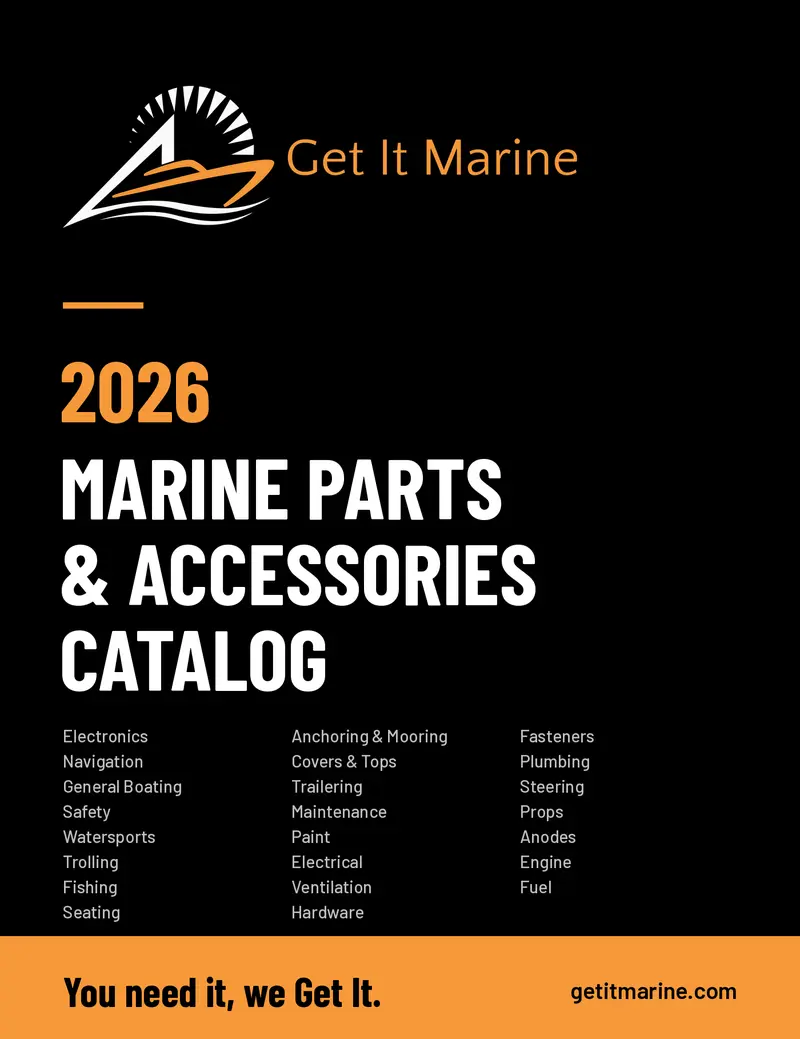 Get It Marine
2026
MARINE PARTS
& ACCESSORIES
CATALOG
Electronics
Navigation
General Boating
Safety
Watersports
Trolling
Fishing
Seating
Anchoring & Mooring
Covers & Tops
Trailering
Maintenance
Paint
Electrical
Ventilation
Hardware
Fasteners
Plumbing
Steering
Props
Anodes
Engine
Fuel
You need it, we Get It.
getitmarine.com